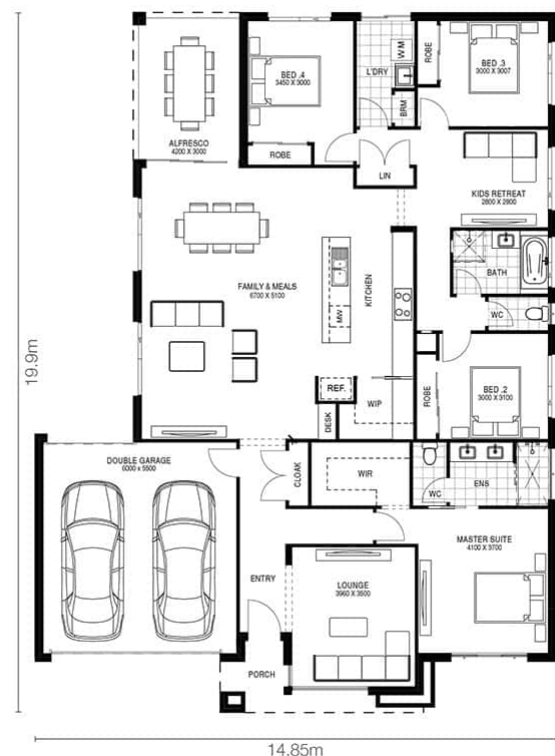 BED .4
3450 X 3000
ROBE
L'DRY
W M
BRM
LIN
ROBE
BED .3
3000 X 3007
ALFRESCO
4200 X 3000
KIDS RETREAT
2800 X 2800
BATH
WC
FAMILY & MEALS
6700 X 5100
KITCHEN
MW
REF.
DESK
WIP
ROBE
BED .2
3000 X 3100
19.9m
DOUBLE GARAGE
6000 x 5500
CLOAK
WIR
WC
ENS
MASTER SUITE
4100 X 3700
ENTRY
LOUNGE
3960 X 3500
PORCH
14.85m